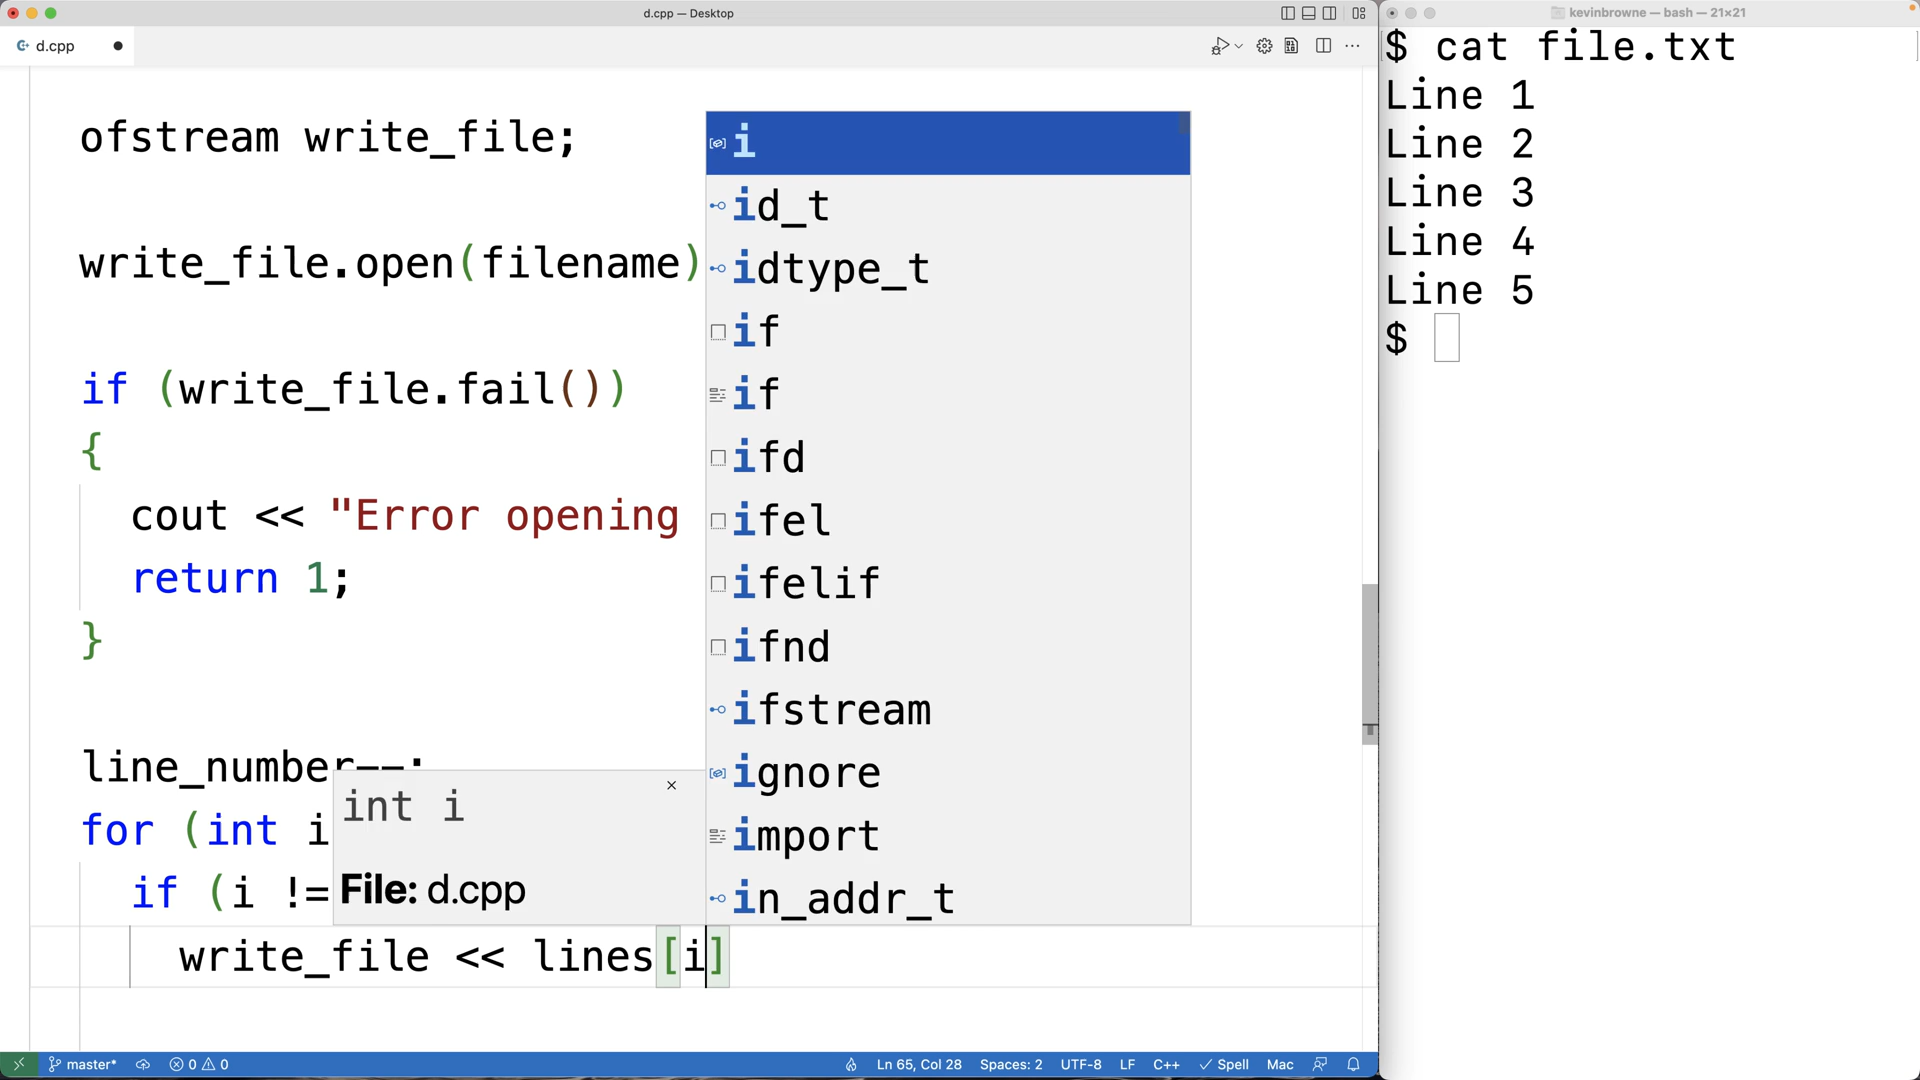 d.cpp — Desktop
d.cpp
ofstream write_file;
write_file.open(filename)
if (write_file.fail())
{
cout << "Error opening
return 1;
}
line_number--;
for (int i
if (i !=
write_file << lines[i]
i
id_t
idtype_t
if
if
ifd
ifel
ifelif
ifnd
ifstream
ignore
import
in_addr_t
int i
File: d.cpp
master*
0
0
Ln 65, Col 28
Spaces: 2
UTF-8
LF
C++
Spell
Mac
kevinbrowne — bash — 21×21
$ cat file.txt
Line 1
Line 2
Line 3
Line 4
Line 5
$